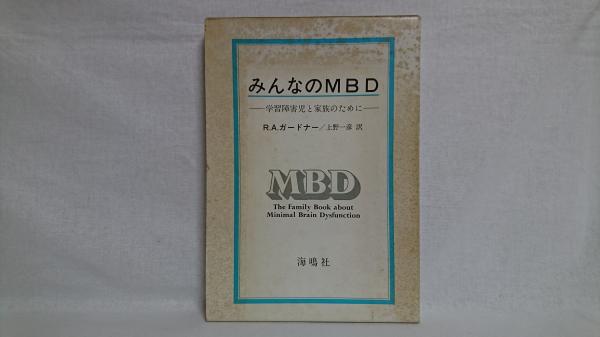 みんなのMBD
―学習障害児と家族のために―
R.A.ガードナー／上野一彦 訳
MBD
The Family Book about
Minimal Brain Dysfunction
海鳴社